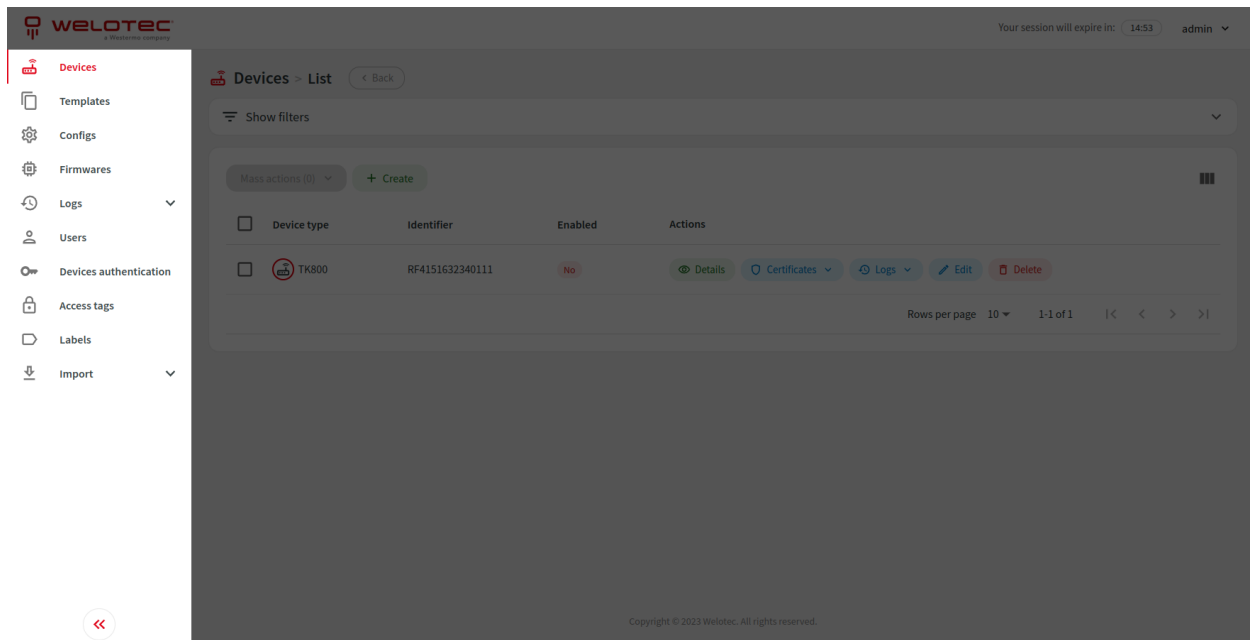 WELOTEC
a Westermo company
Your session will expire in: 14:53 admin
Devices
Templates
Configs
Firmwares
Logs
Users
Devices authentication
Access tags
Labels
Import
Devices > List < Back
Show filters
Mass actions (0) + Create
Device type Identifier Enabled Actions
TK800 RF4151632340111 No Details Certificates Logs Edit Delete
Rows per page 10 1-1 of 1
Copyright © 2023 Welotec. All rights reserved.